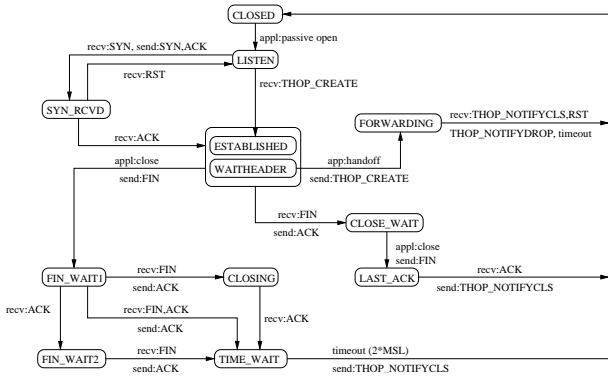 CLOSED
appl:passive open
recv:SYN, send:SYN,ACK
LISTEN
recv:RST
recv:THOP_CREATE
SYN_RCVD
FORWARDING
recv:THOP_NOTIFYCLS,RST
THOP_NOTIFYDROP, timeout
recv:ACK
ESTABLISHED
appl:close
WAITHEADER
app:handoff
send:FIN
send:THOP_CREATE
recv:FIN
send:ACK
CLOSE_WAIT
appl:close
send:FIN
FIN_WAIT1
recv:FIN
send:ACK
CLOSING
LAST_ACK
recv:ACK
send:THOP_NOTIFYCLS
recv:ACK
recv:FIN,ACK
send:ACK
recv:ACK
FIN_WAIT2
recv:FIN
send:ACK
TIME_WAIT
timeout (2*MSL)
send:THOP_NOTIFYCLS